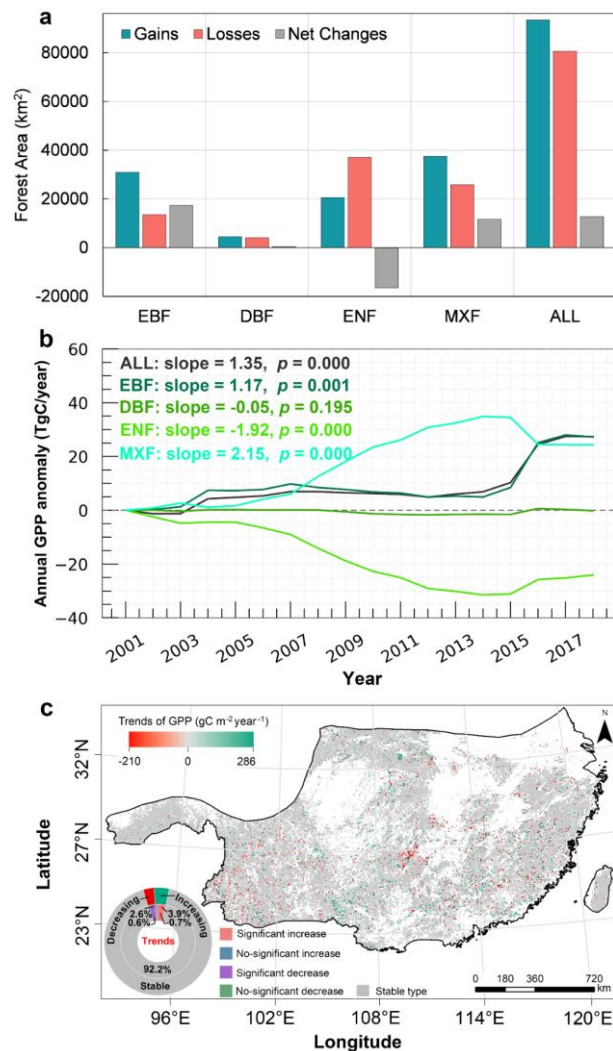 a
Gains Losses Net Changes
Forest Area (km²)
80000
60000
40000
20000
0
-20000
EBF DBF ENF MXF ALL
b
Annual GPP anomaly (TgC/year)
60
40
20
0
−20
−40
ALL: slope = 1.35, p = 0.000
EBF: slope = 1.17, p = 0.001
DBF: slope = -0.05, p = 0.195
ENF: slope = -1.92, p = 0.000
MXF: slope = 2.15, p = 0.000
2001 2003 2005 2007 2009 2011 2013 2015 2017
Year
c
Trends of GPP (gC m⁻² year⁻¹)
-210 0 286
N
Latitude
32°N
27°N
23°N
Decreasing Increasing
2.6% 3.9%
0.6% 0.7%
Trends
92.2%
Stable
Significant increase
No-significant increase
Significant decrease
No-significant decrease Stable type
0 180 360 720
km
96°E 102°E 108°E 114°E 120°E
Longitude